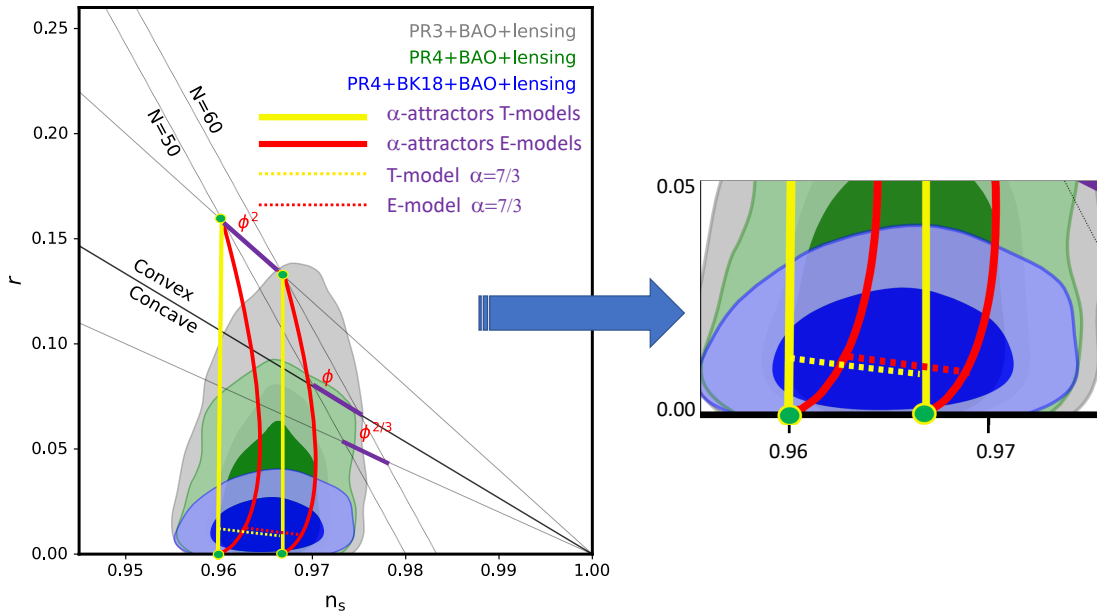 PR3+BAO+lensing
PR4+BAO+lensing
PR4+BK18+BAO+lensing
α-attractors T-models
α-attractors E-models
T-model α=7/3
E-model α=7/3
N=50
N=60
ϕ²
Convex
Concave
ϕ
ϕ²/³
r
0.25
0.20
0.15
0.10
0.05
0.00
0.95 0.96 0.97 0.98 0.99 1.00
nₛ
0.05
0.00
0.96 0.97